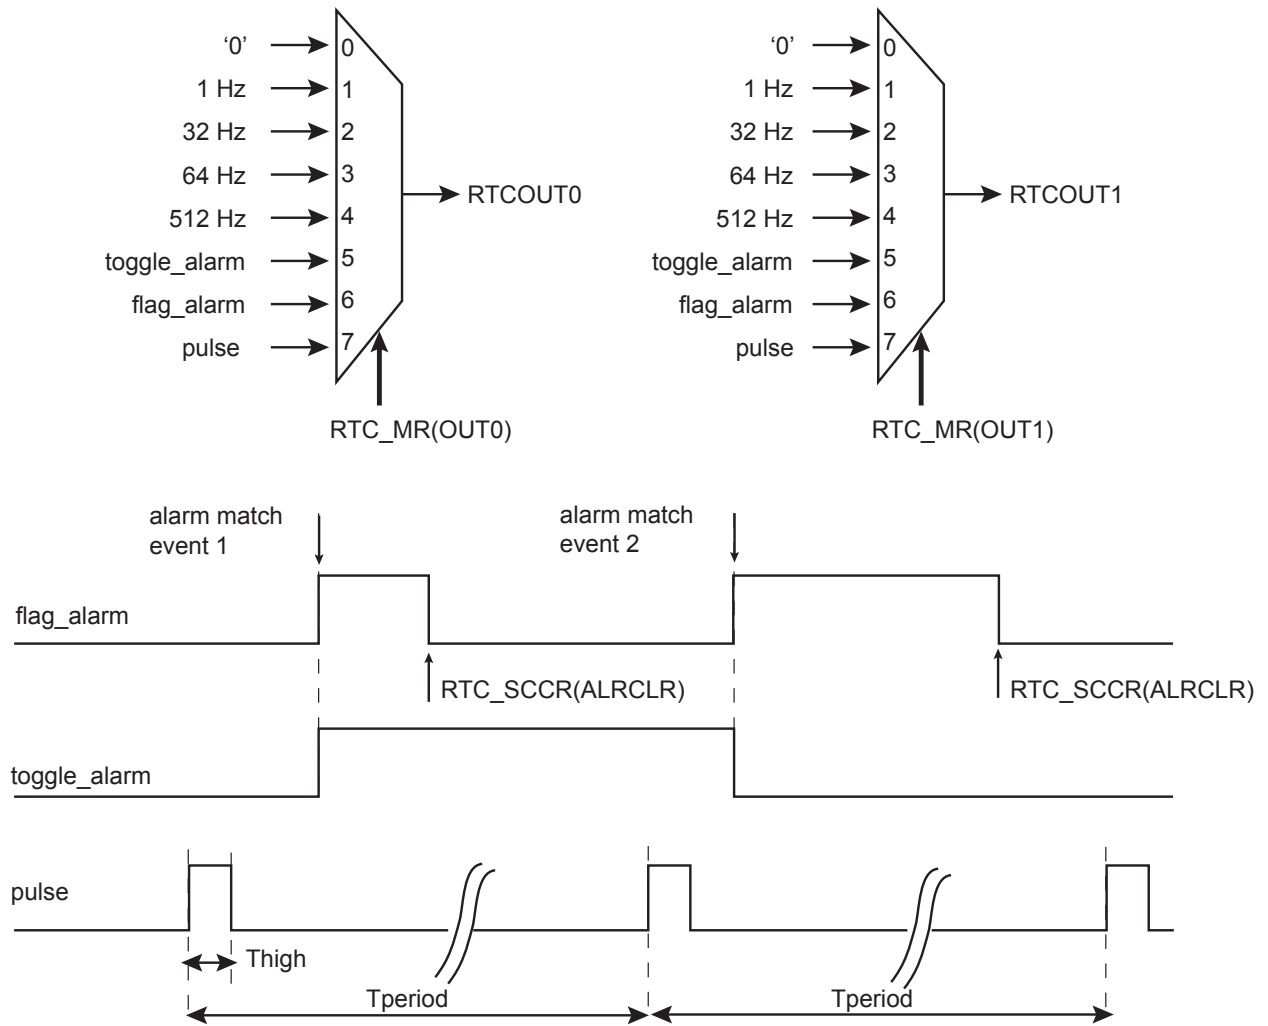 ‘0’ 0
1 Hz 1
32 Hz 2
64 Hz 3
512 Hz 4
toggle_alarm 5
flag_alarm 6
pulse 7
RTCOUT0
RTC_MR(OUT0)
‘0’ 0
1 Hz 1
32 Hz 2
64 Hz 3
512 Hz 4
toggle_alarm 5
flag_alarm 6
pulse 7
RTCOUT1
RTC_MR(OUT1)
alarm match
event 1
alarm match
event 2
flag_alarm
RTC_SCCR(ALRCLR)
RTC_SCCR(ALRCLR)
toggle_alarm
pulse
Thigh
Tperiod
Tperiod